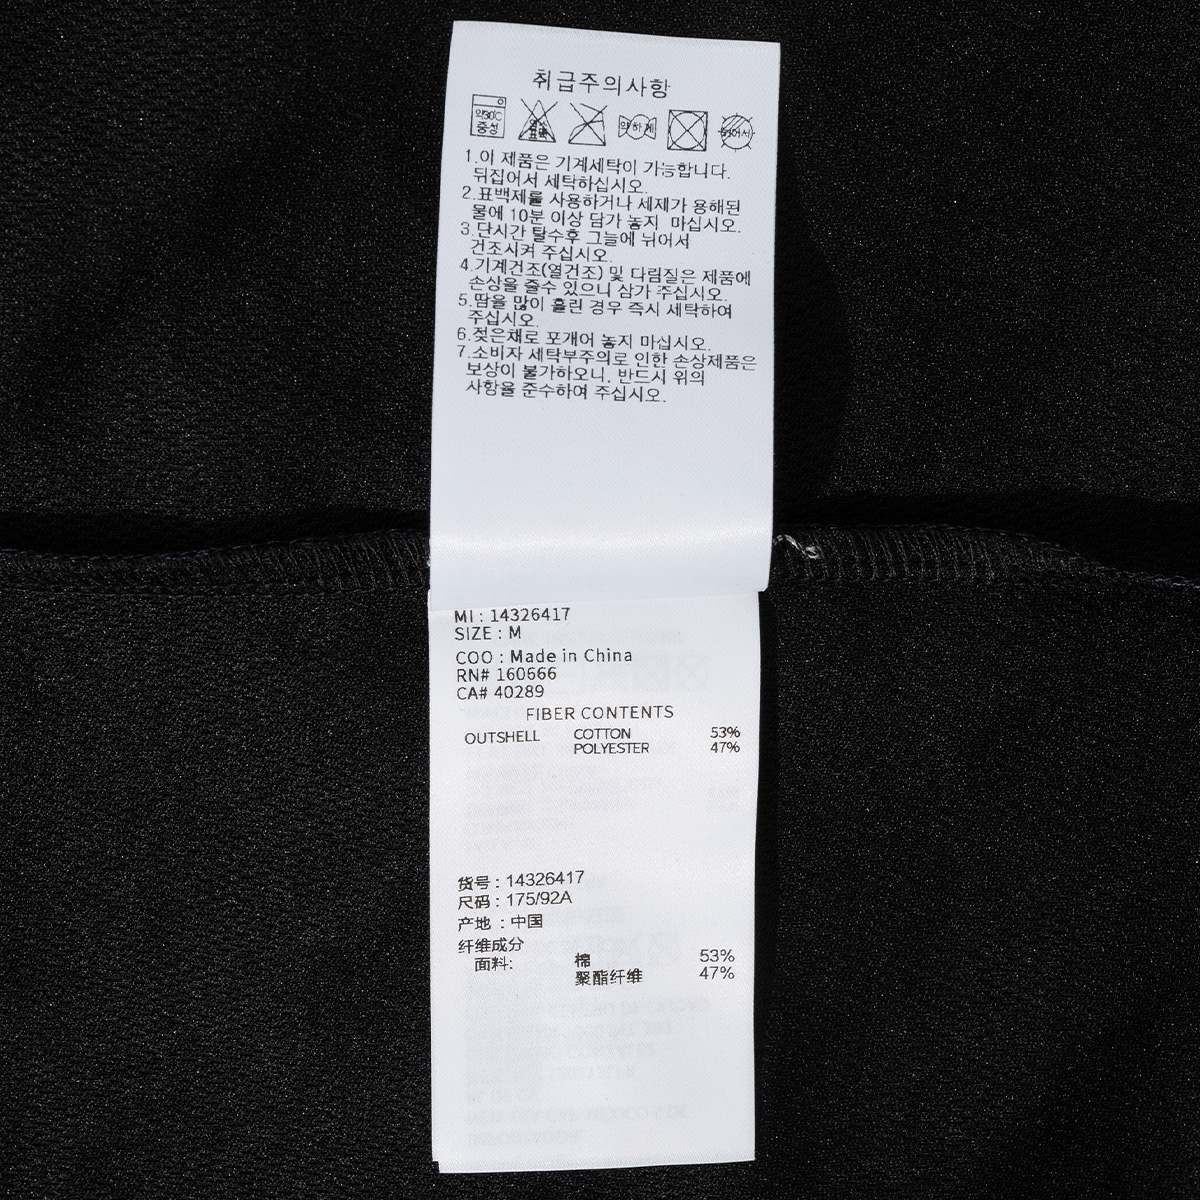 취급주의사항
약30℃ 중성
염소 표백
약하게
뉘어서
1.이 제품은 기계세탁이 가능합니다.
뒤집어서 세탁하십시오.
2.표백제를 사용하거나 세제가 용해된
물에 10분 이상 담가 놓지 마십시오.
3.단시간 탈수후 그늘에 뉘어서
건조시켜 주십시오.
4.기계건조(열건조) 및 다림질은 제품에
손상을 줄수 있으니 삼가 주십시오.
5.땀을 많이 흘린 경우 즉시 세탁하여
주십시오.
6.젖은채로 포개어 놓지 마십시오.
7.소비자 세탁부주의로 인한 손상제품은
보상이 불가하오니, 반드시 위의
사항을 준수하여 주십시오.
MI : 14326417
SIZE : M
COO : Made in China
RN# 160666
CA# 40289
FIBER CONTENTS
OUTSHELL COTTON 53%
POLYESTER 47%
货号 : 14326417
尺码 : 175/92A
产地 : 中国
纤维成分
面料: 棉 53%
聚酯纤维 47%